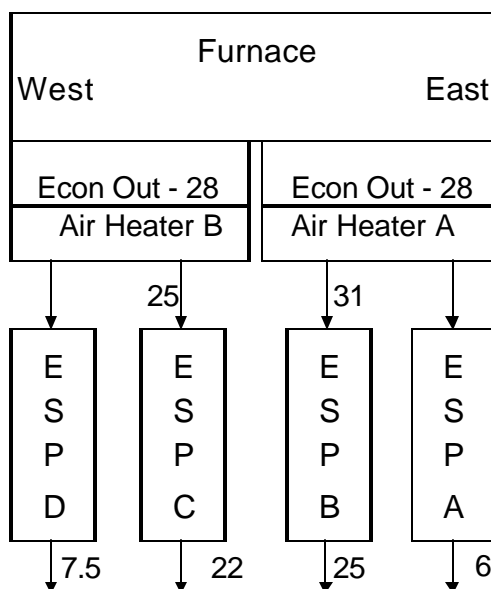 Furnace
West East
Econ Out - 28 Econ Out - 28
Air Heater B Air Heater A
25 31
E E E E
S S S S
P P P P
D C B A
7.5 22 25 6